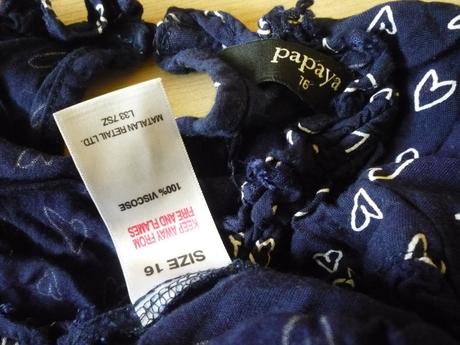 papaya
16
SIZE 16
KEEP AWAY FROM
FIRE AND FLAMES
100% VISCOSE
MATALAN RETAIL LTD.
L33 7SZ